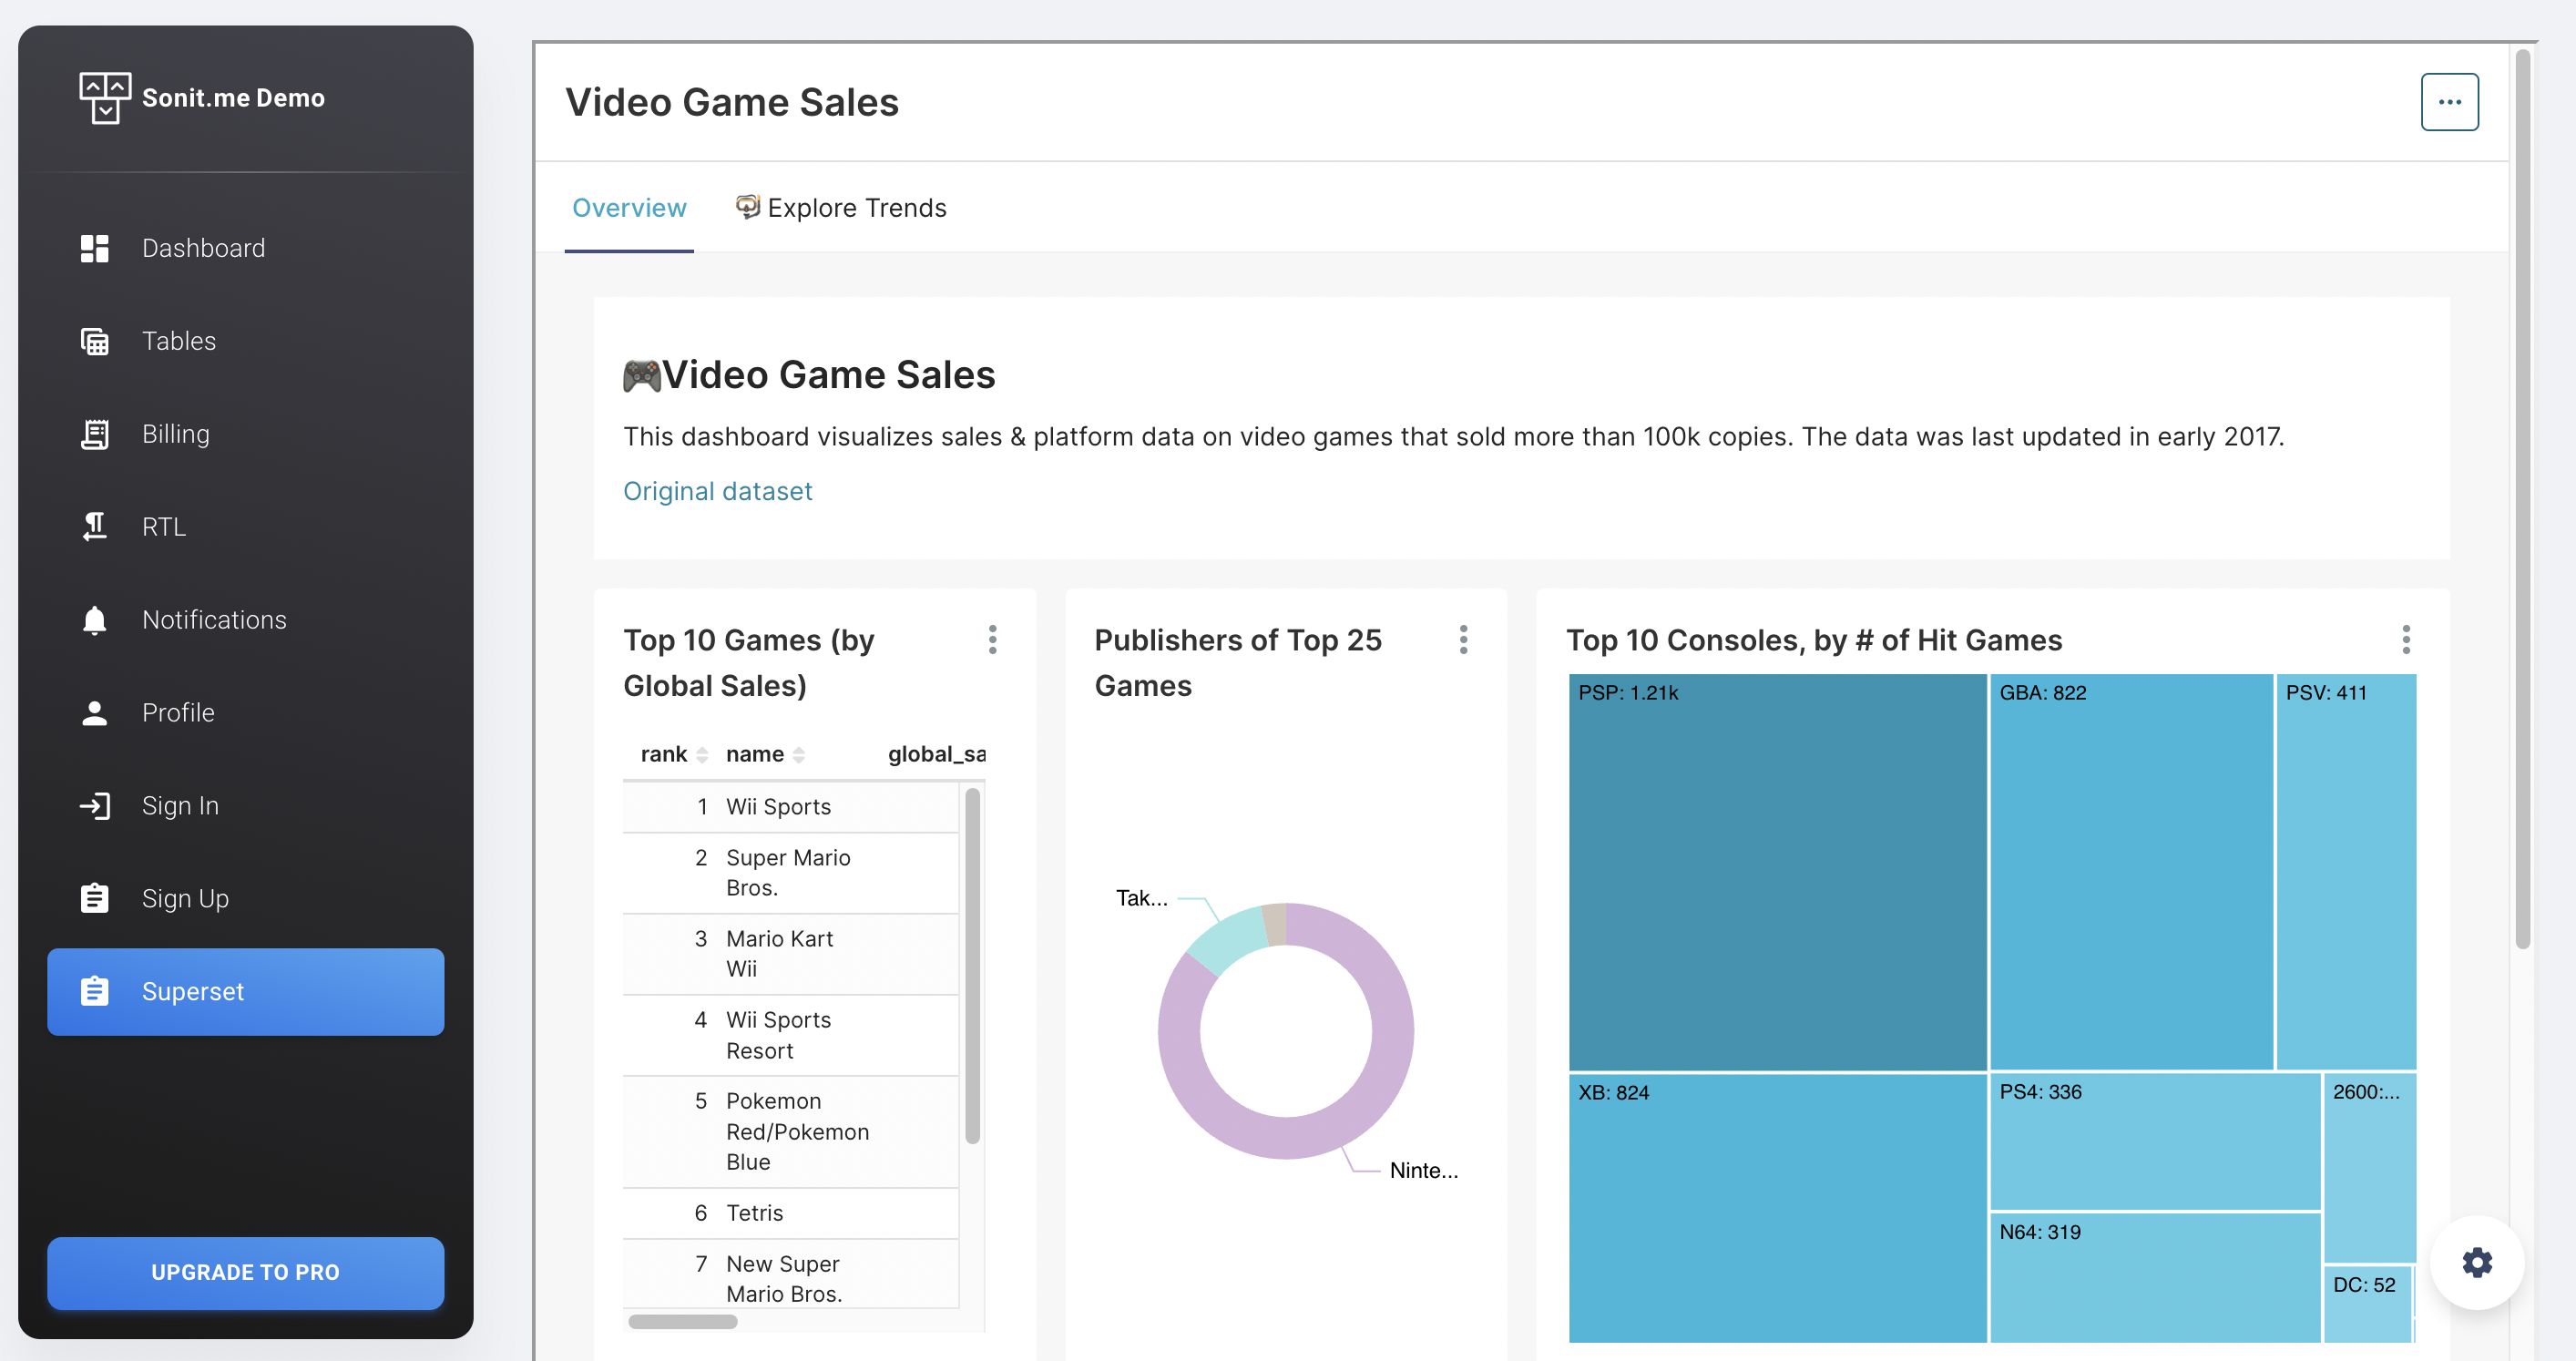 Sonit.me Demo
Dashboard
Tables
Billing
RTL
Notifications
Profile
Sign In
Sign Up
Superset
UPGRADE TO PRO
Video Game Sales
Overview
Explore Trends
Video Game Sales
This dashboard visualizes sales & platform data on video games that sold more than 100k copies. The data was last updated in early 2017.
Original dataset
Top 10 Games (by
Global Sales)
rank name global_sa
1 Wii Sports
2 Super Mario
Bros.
3 Mario Kart
Wii
4 Wii Sports
Resort
5 Pokemon
Red/Pokemon
Blue
6 Tetris
7 New Super
Mario Bros.
Publishers of Top 25
Games
Tak...
Ninte...
Top 10 Consoles, by # of Hit Games
PSP: 1.21k
GBA: 822
PSV: 411
XB: 824
PS4: 336
2600:...
N64: 319
DC: 52